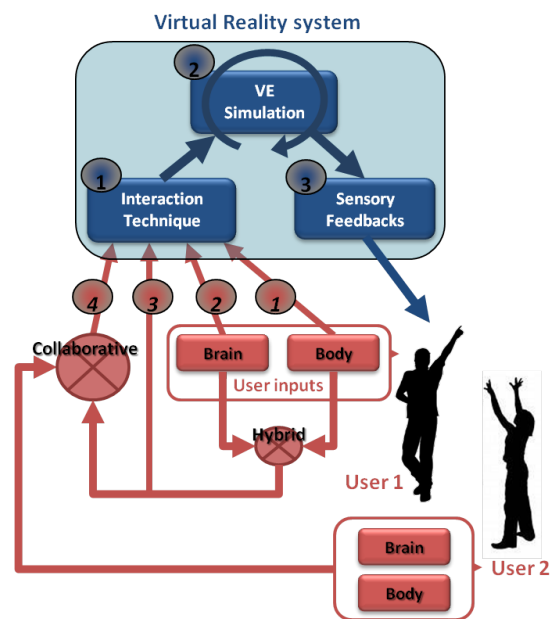 Virtual Reality system
2
VE
Simulation
1
Interaction
Technique
3
Sensory
Feedbacks
4
3
2
1
Collaborative
Brain
Body
User inputs
Hybrid
User 1
Brain
User 2
Body